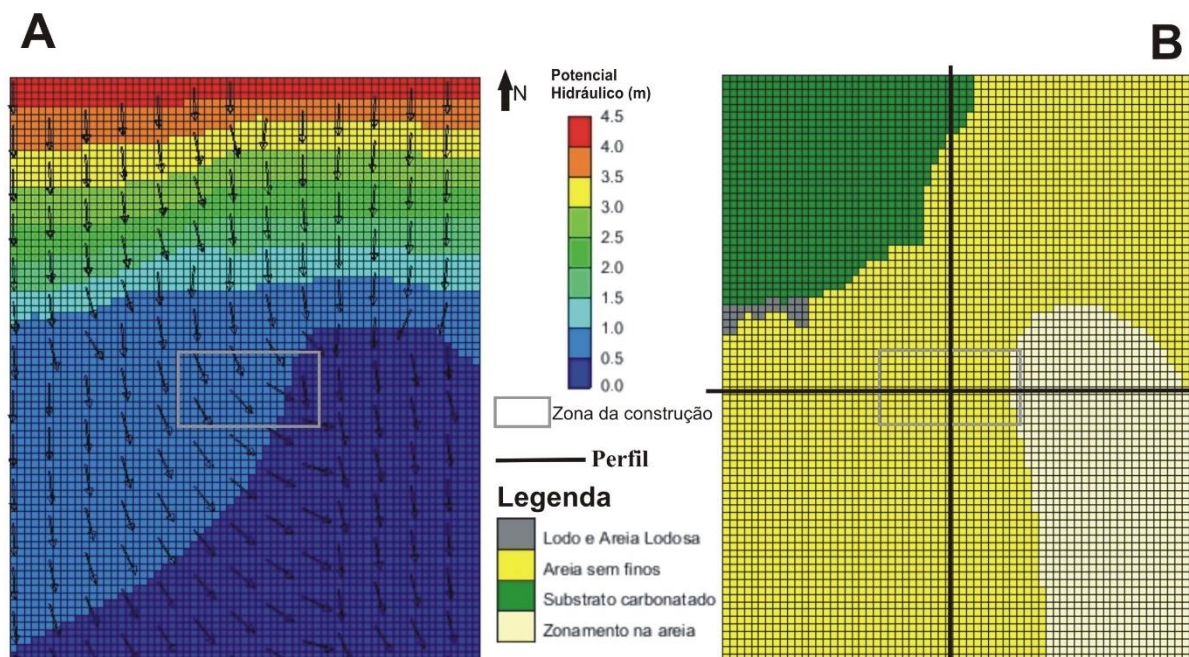 A
B
N
Potencial
Hidráulico (m)
4.5
4.0
3.5
3.0
2.5
2.0
1.5
1.0
0.5
0.0
Zona da construção
Perfil
Legenda
Lodo e Areia Lodosa
Areia sem finos
Substrato carbonatado
Zonamento na areia